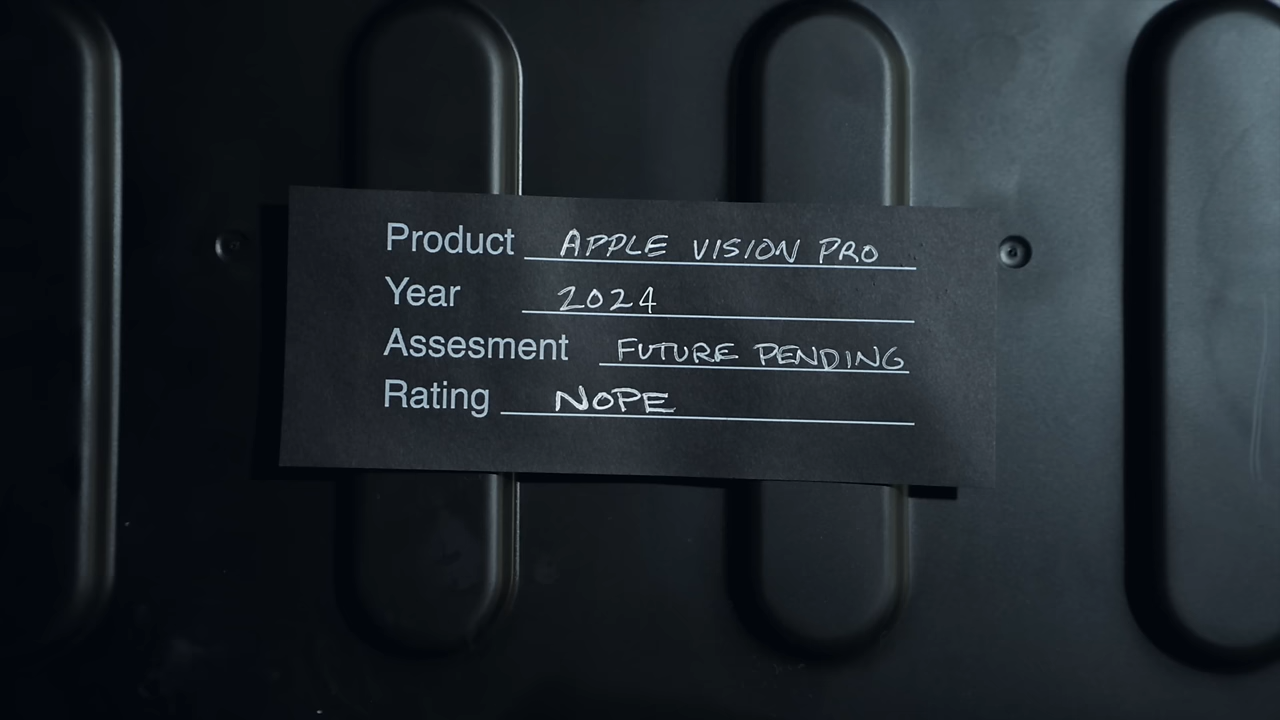 Product APPLE VISION PRO
Year 2024
Assesment FUTURE PENDING
Rating NOPE